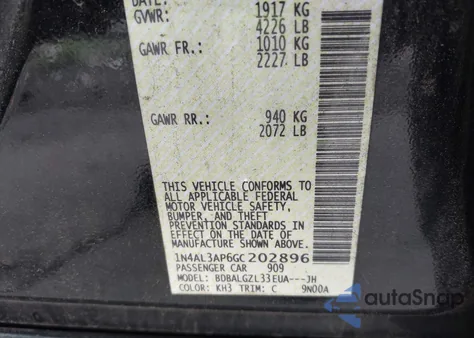 DATE:
GVWR: 1917 KG
4226 LB
GAWR FR.: 1010 KG
2227 LB
GAWR RR.: 940 KG
2072 LB
THIS VEHICLE CONFORMS TO
ALL APPLICABLE FEDERAL
MOTOR VEHICLE SAFETY,
BUMPER, AND THEFT
PREVENTION STANDARDS
IN EFFECT ON THE DATE OF
MANUFACTURE SHOWN ABOVE.
1N4AL3AP6GC202896
PASSENGER CAR 909
MODEL: BDBALGZL33EUA---JH
COLOR: KH3 TRIM: C 9N00A
autoSnap